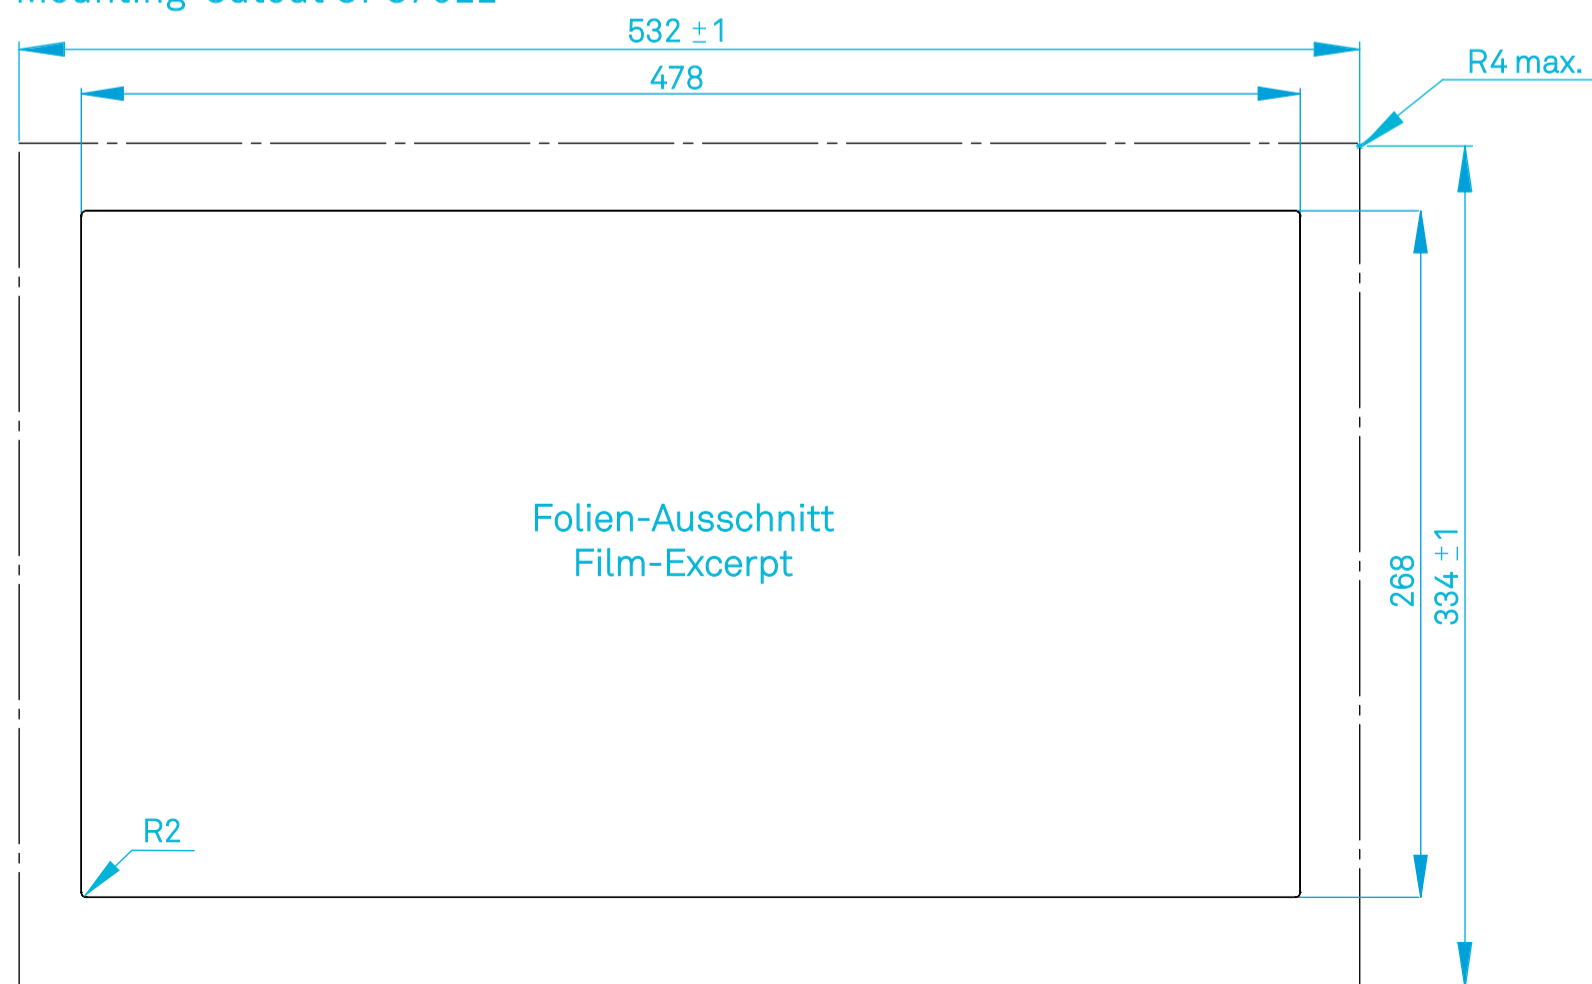 532 ±1
478
R4 max.
Folien-Ausschnitt
Film-Excerpt
268
334 ±1
R2